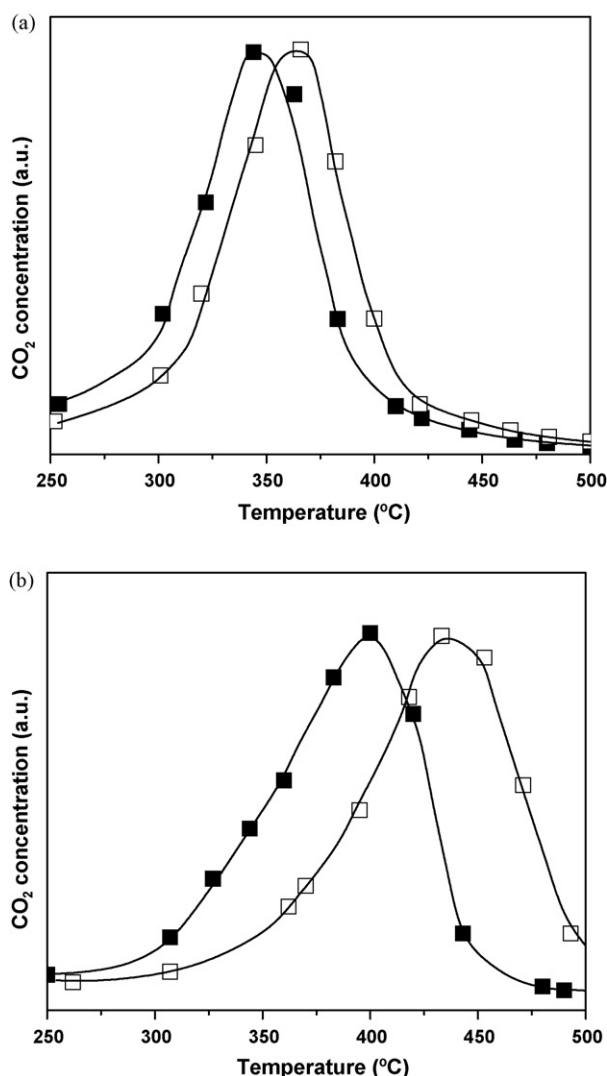 (a)
CO₂ concentration (a.u.)
250 300 350 400 450 500
Temperature (ºC)
(b)
CO₂ concentration (a.u.)
250 300 350 400 450 500
Temperature (ºC)